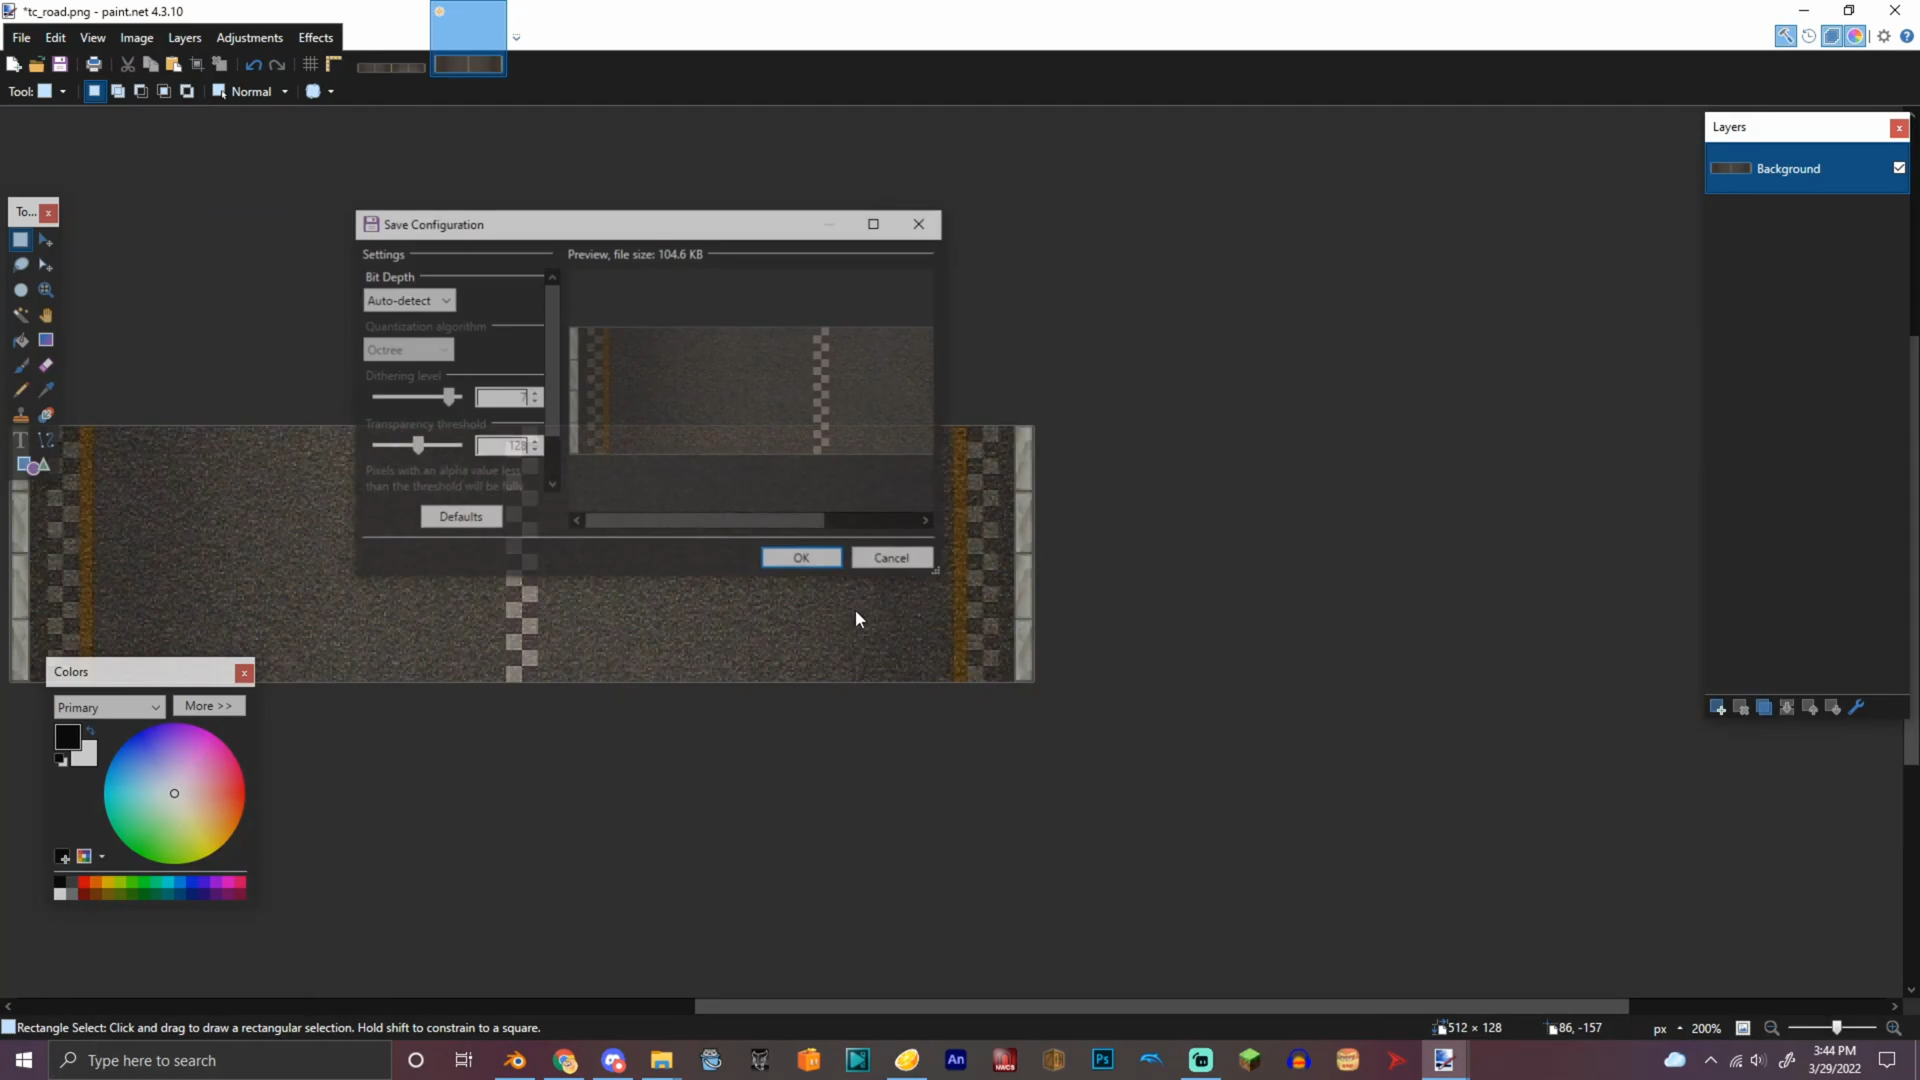 *tc_road.png - paint.net 4.3.10
File Edit View Image Layers Adjustments Effects
Tool: Normal
Layers
Background
To...
Save Configuration
Settings
Preview, file size: 104.6 KB
Bit Depth
Auto-detect
Quantization algorithm
Octree
Dithering level
7
Transparency threshold
128
Pixels with an alpha value less
than the threshold will be fully
Defaults
OK Cancel
Colors
Primary
More >>
Rectangle Select: Click and drag to draw a rectangular selection. Hold shift to constrain to a square.
512 × 128
86, -157
px
200%
Type here to search
An
NWCS
Ps
3:44 PM
3/29/2022